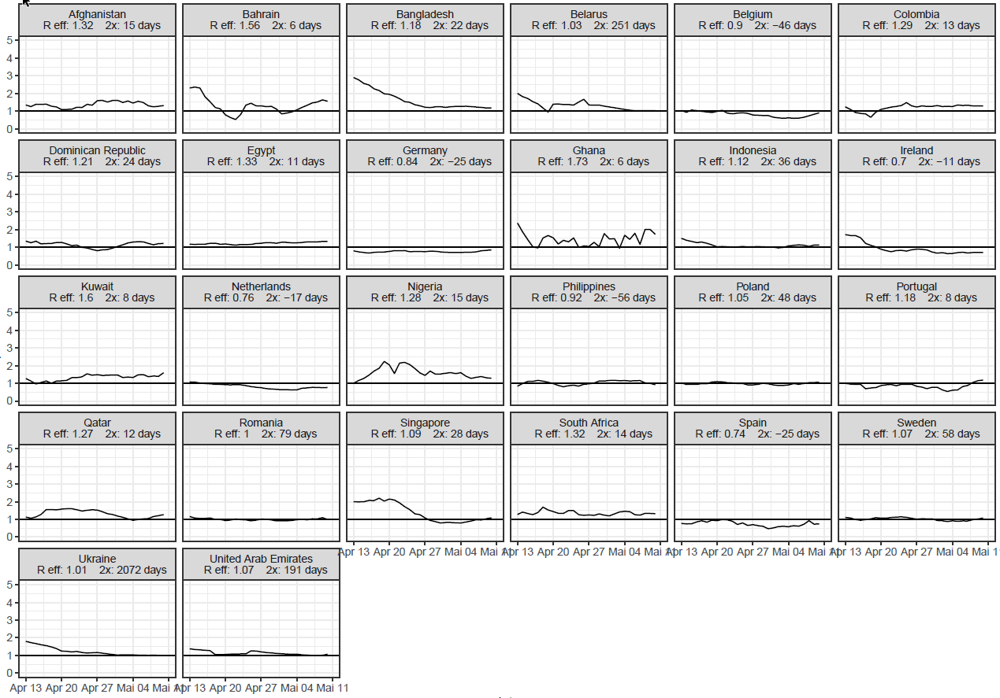 Afghanistan
R eff: 1.32 2x: 15 days
Bahrain
R eff: 1.56 2x: 6 days
Bangladesh
R eff: 1.18 2x: 22 days
Belarus
R eff: 1.03 2x: 251 days
Belgium
R eff: 0.9 2x: −46 days
Colombia
R eff: 1.29 2x: 13 days
5
4
3
2
1
0
Dominican Republic
R eff: 1.21 2x: 24 days
Egypt
R eff: 1.33 2x: 11 days
Germany
R eff: 0.84 2x: −25 days
Ghana
R eff: 1.73 2x: 6 days
Indonesia
R eff: 1.12 2x: 36 days
Ireland
R eff: 0.7 2x: −11 days
5
4
3
2
1
0
Kuwait
R eff: 1.6 2x: 8 days
Netherlands
R eff: 0.76 2x: −17 days
Nigeria
R eff: 1.28 2x: 15 days
Philippines
R eff: 0.92 2x: −56 days
Poland
R eff: 1.05 2x: 48 days
Portugal
R eff: 1.18 2x: 8 days
5
4
3
2
1
0
Qatar
R eff: 1.27 2x: 12 days
Romania
R eff: 1 2x: 79 days
Singapore
R eff: 1.09 2x: 28 days
South Africa
R eff: 1.32 2x: 14 days
Spain
R eff: 0.74 2x: −25 days
Sweden
R eff: 1.07 2x: 58 days
5
4
3
2
1
0
Apr 13 Apr 20 Apr 27 Mai 04 Mai 11
Apr 13 Apr 20 Apr 27 Mai 04 Mai 11
Apr 13 Apr 20 Apr 27 Mai 04 Mai 11
Apr 13 Apr 20 Apr 27 Mai 04 Mai 1
Ukraine
R eff: 1.01 2x: 2072 days
United Arab Emirates
R eff: 1.07 2x: 191 days
5
4
3
2
1
0
Apr 13 Apr 20 Apr 27 Mai 04 Mai 11
Apr 13 Apr 20 Apr 27 Mai 04 Mai 11